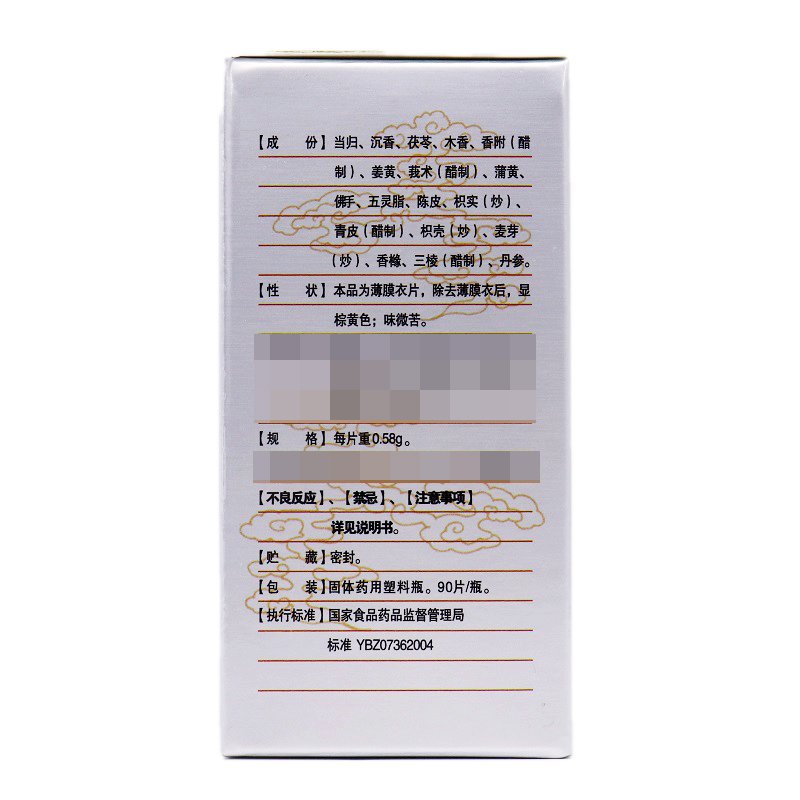 【成 份】当归、沉香、茯苓、木香、香附（醋
制）、姜黄、莪术（醋制）、蒲黄、
佛手、五灵脂、陈皮、枳实（炒）、
青皮（醋制）、枳壳（炒）、麦芽
（炒）、香橼、三棱（醋制）、丹参。
【性 状】本品为薄膜衣片，除去薄膜衣后，显
棕黄色；味微苦。
【规 格】每片重0.58g。
【不良反应】、【禁忌】、【注意事项】
详见说明书。
【贮 藏】密封。
【包 装】固体药用塑料瓶。90片/瓶。
【执行标准】国家食品药品监督管理局
标准 YBZ07362004